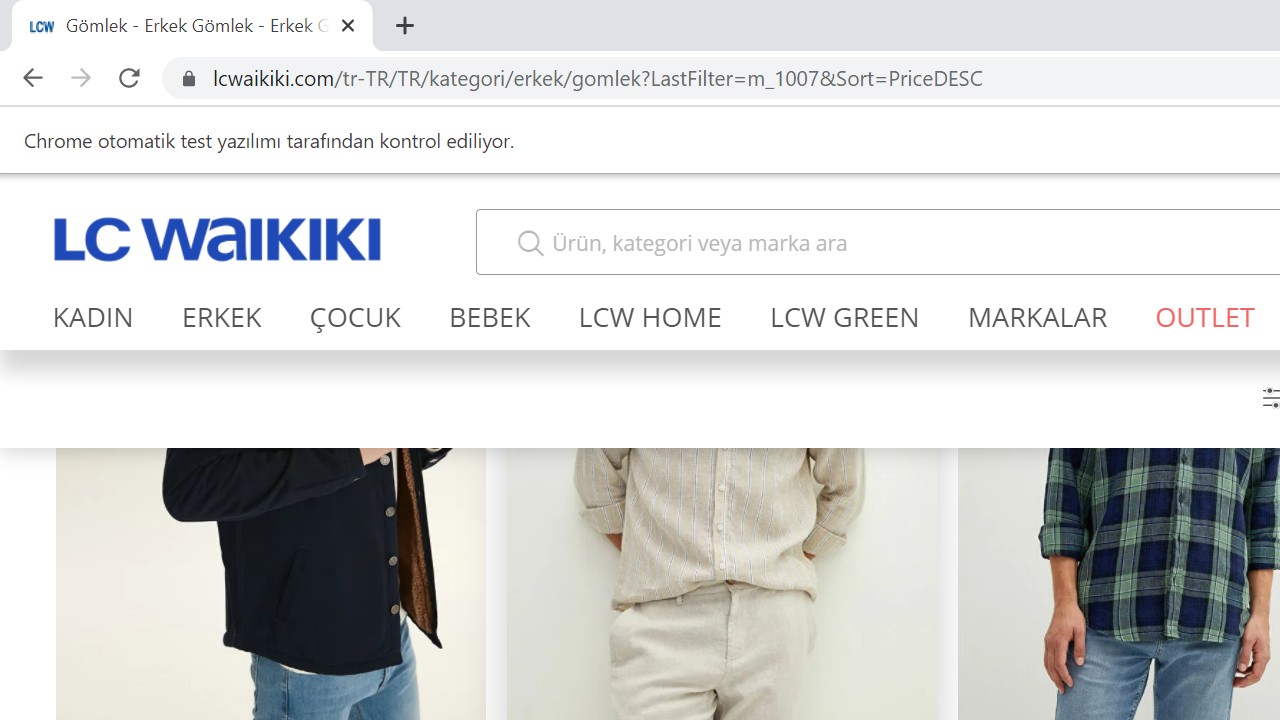 LCW Gömlek - Erkek Gömlek - Erkek G
lcwaikiki.com/tr-TR/TR/kategori/erkek/gomlek?LastFilter=m_1007&Sort=PriceDESC
Chrome otomatik test yazılımı tarafından kontrol ediliyor.
LC WAIKIKI
Ürün, kategori veya marka ara
KADIN ERKEK ÇOCUK BEBEK LCW HOME LCW GREEN MARKALAR OUTLET